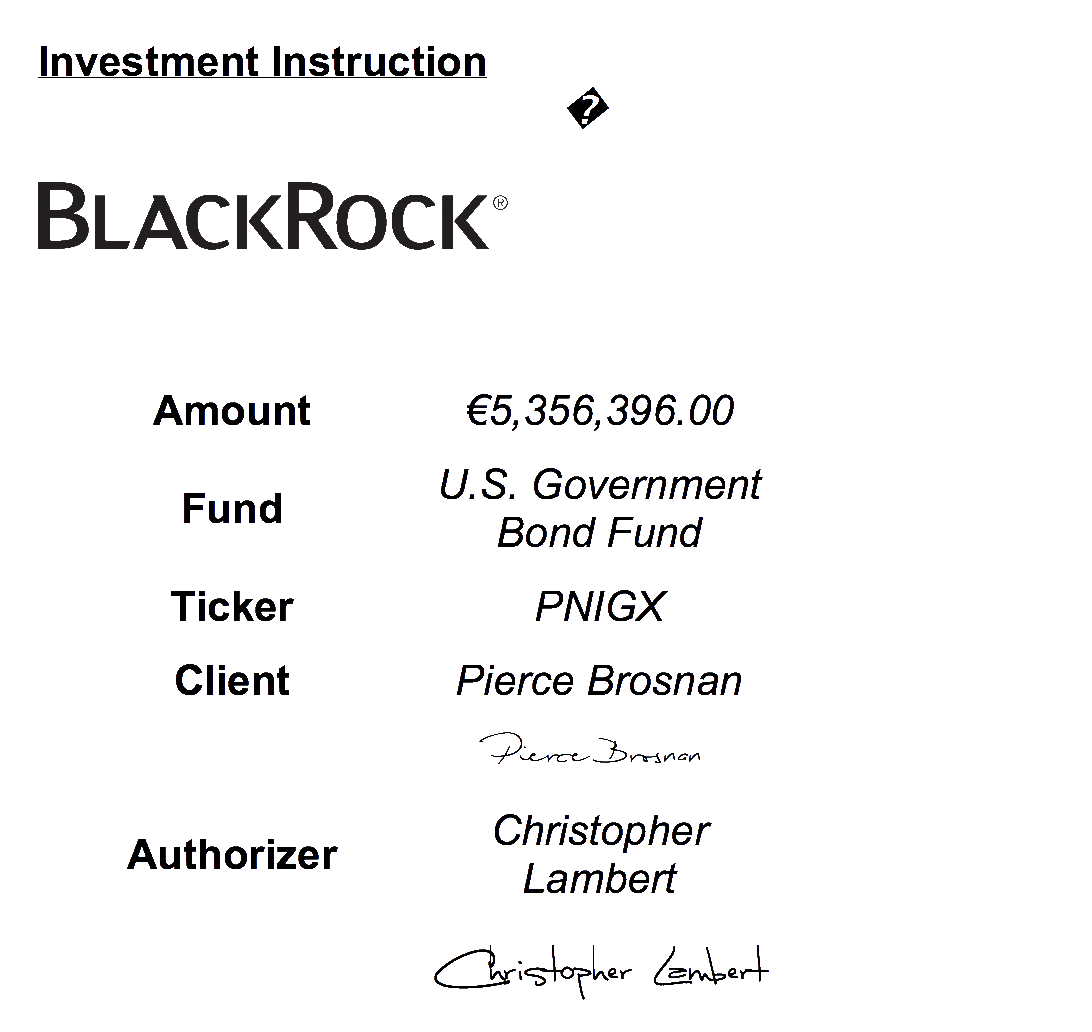 Investment Instruction
�
BLACKROCK®
Amount €5,356,396.00
Fund U.S. Government
Bond Fund
Ticker PNIGX
Client Pierce Brosnan
Pierce Brosnan
Authorizer Christopher
Lambert
Christopher Lambert